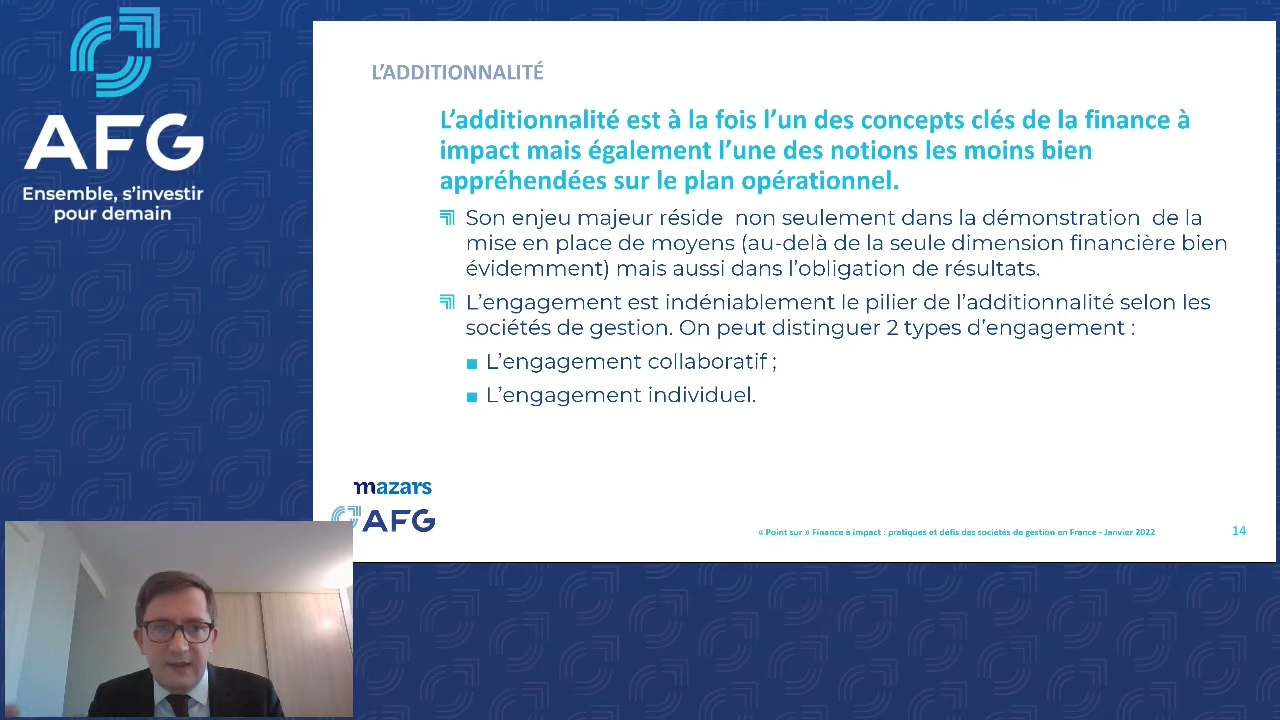 AFG
Ensemble, s'investir
pour demain
L'ADDITIONNALITÉ
L'additionnalité est à la fois l'un des concepts clés de la finance à
impact mais également l'une des notions les moins bien
appréhendées sur le plan opérationnel.
Son enjeu majeur réside non seulement dans la démonstration de la
mise en place de moyens (au-delà de la seule dimension financière bien
évidemment) mais aussi dans l'obligation de résultats.
L'engagement est indéniablement le pilier de l'additionnalité selon les
sociétés de gestion. On peut distinguer 2 types d'engagement :
L'engagement collaboratif ;
L'engagement individuel.
mazars
AFG
« Point sur » Finance à impact : pratiques et défis des sociétés de gestion en France - Janvier 2022
14